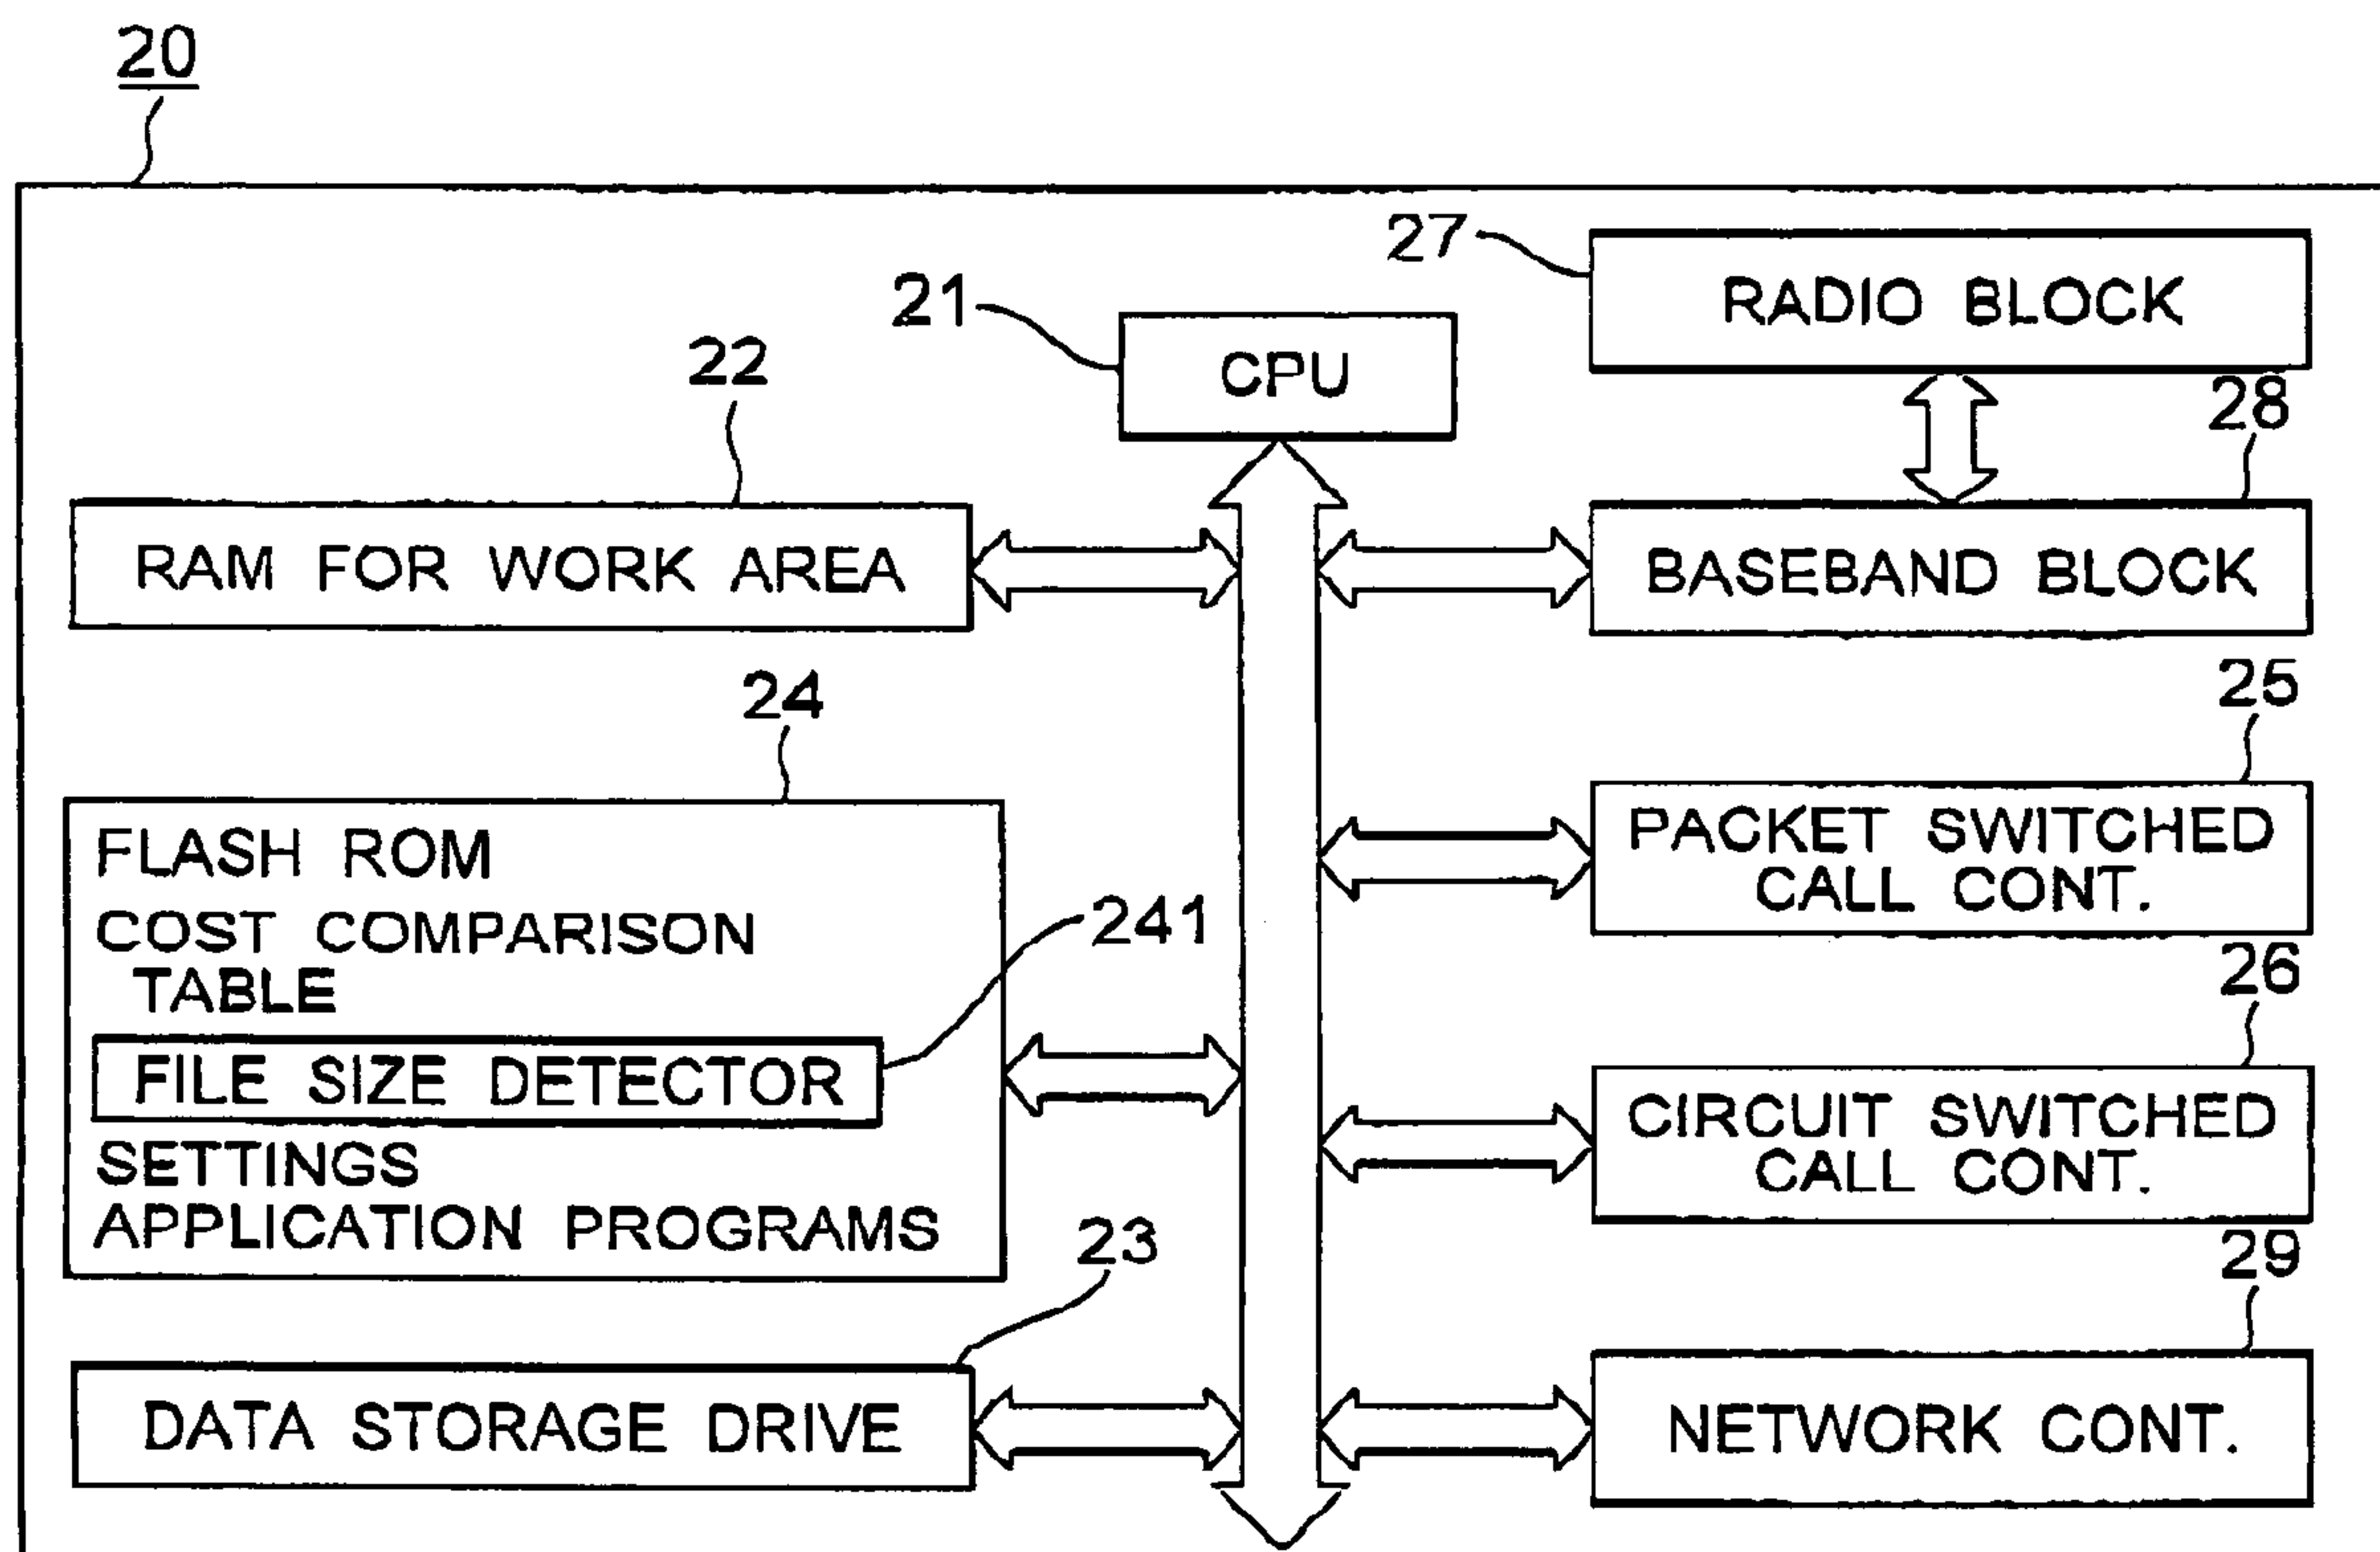 20
27
RADIO BLOCK
21
CPU
22
28
RAM FOR WORK AREA
BASEBAND BLOCK
24
25
FLASH ROM
COST COMPARISON
TABLE
241
FILE SIZE DETECTOR
SETTINGS
APPLICATION PROGRAMS
PACKET SWITCHED
CALL CONT.
26
CIRCUIT SWITCHED
CALL CONT.
23
29
DATA STORAGE DRIVE
NETWORK CONT.